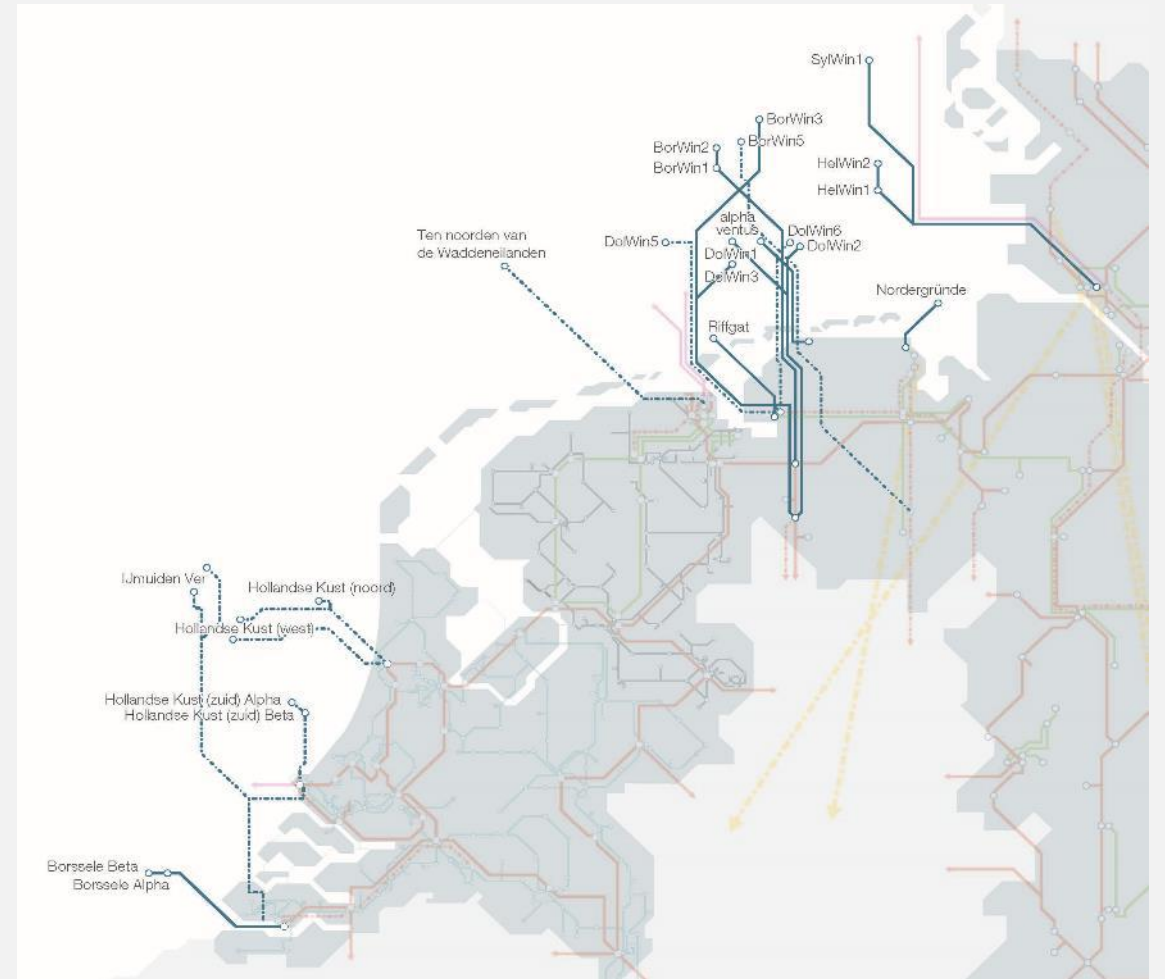 SylWin1
BorWin3
BorWin5
BorWin2
BorWin1
HelWin2
HelWin1
alpha
ventus
DolWin6
DolWin2
DolWin5
DolWin1
DolWin3
Ten noorden van
de Waddeneilanden
Nordergründe
Riffgat
IJmuiden Ver
Hollandse Kust (noord)
Hollandse Kust (west)
Hollandse Kust (zuid) Alpha
Hollandse Kust (zuid) Beta
Borssele Beta
Borssele Alpha